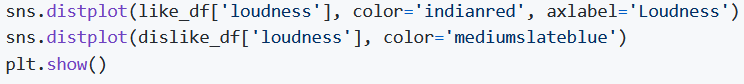 sns.distplot(like_df['loudness'], color='indianred', axlabel='Loudness')
sns.distplot(dislike_df['loudness'], color='mediumslateblue')
plt.show()